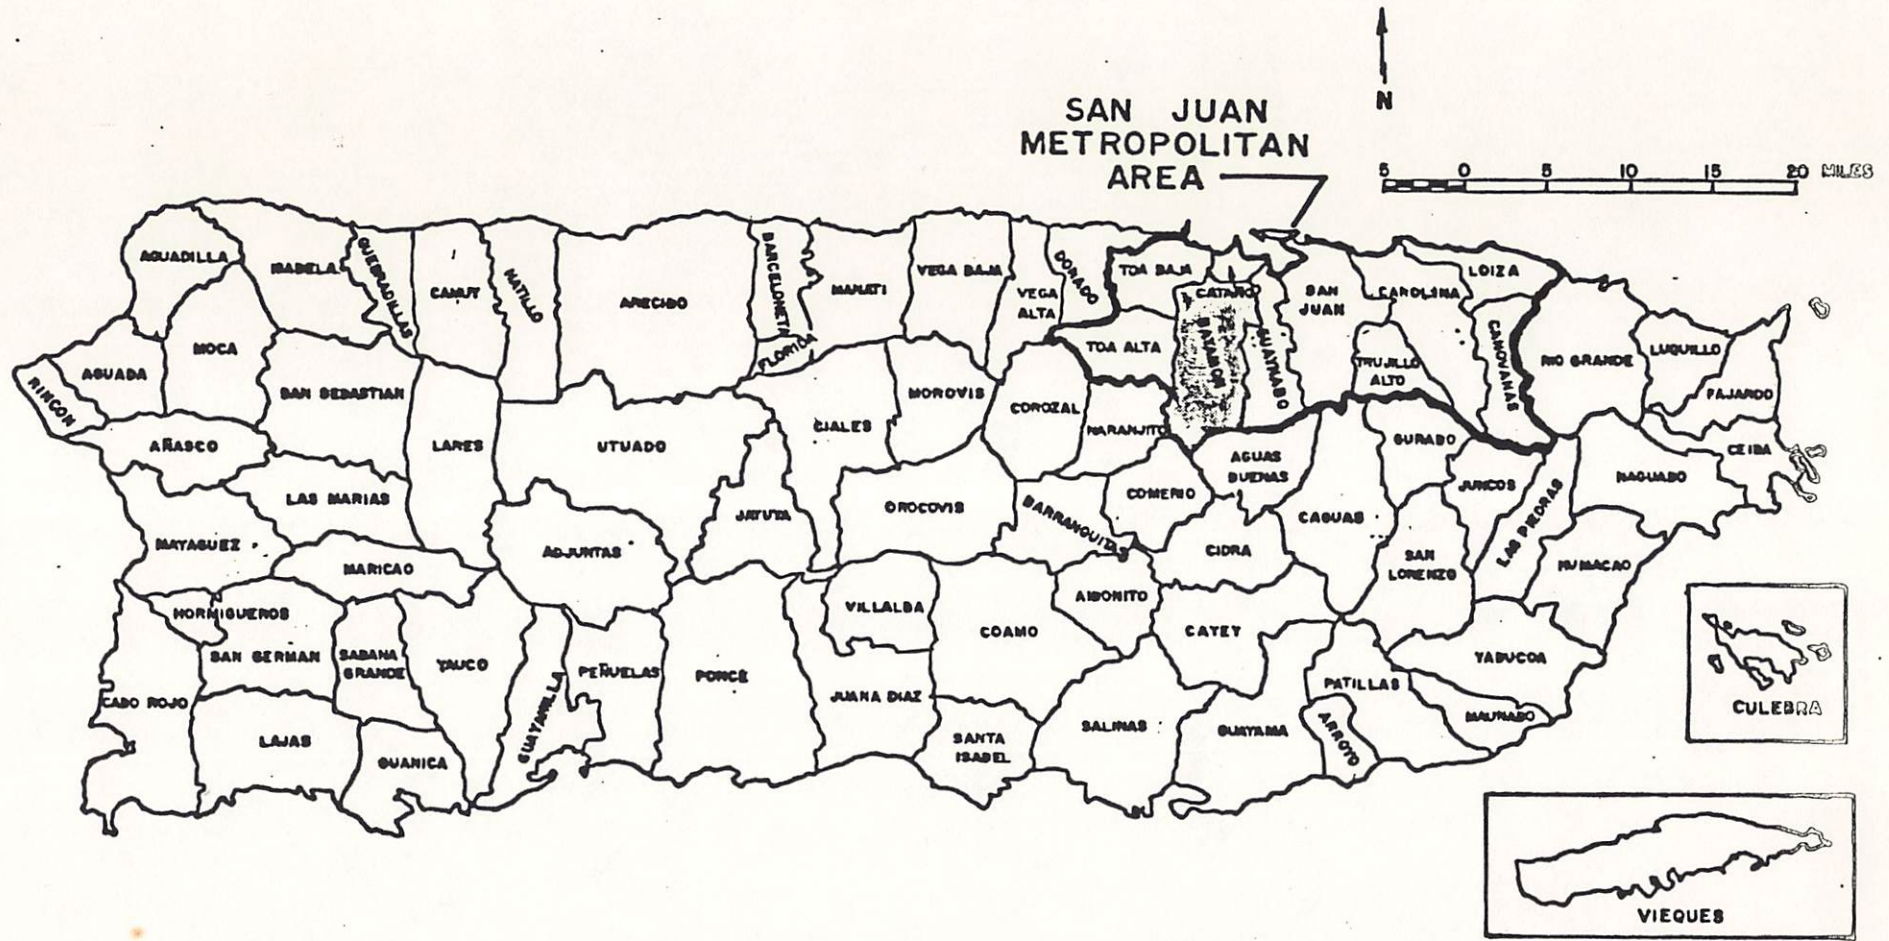 N
SAN JUAN
METROPOLITAN
AREA
5 0 5 10 15 20 MILES
AGUADILLA
ISABELA
QUEBRADILLAS
CAMUY
HATILLO
ARECIBO
BARCELONETA
FLORIDA
MANATI
VEGA BAJA
VEGA
ALTA
DORADO
TOA BAJA
CATAÑO
SAN
JUAN
CAROLINA
LOIZA
MOCA
AGUADA
RINCON
SAN SEBASTIAN
TOA ALTA
BAYAMON
GUAYNABO
TRUJILLO
ALTO
CANOVANAS
RIO GRANDE
LUQUILLO
FAJARDO
AÑASCO
LARES
UTUADO
CIALES
MOROVIS
COROZAL
NARANJITO
AGUAS
BUENAS
GURABO
CEIBA
LAS MARIAS
JAYUYA
OROCOVIS
BARRANQUITAS
COMERIO
CAGUAS
JUNCOS
LAS PIEDRAS
NAGUABO
MAYAGUEZ
MARICAO
ADJUNTAS
CIDRA
SAN
LORENZO
HUMACAO
HORMIGUEROS
VILLALBA
AIBONITO
COAMO
CAYEY
SAN GERMAN
SABANA
GRANDE
YAUCO
GUAYANILLA
PEÑUELAS
PONCE
JUANA DIAZ
YABUCOA
PATILLAS
CABO ROJO
LAJAS
GUANICA
SANTA
ISABEL
SALINAS
GUAYAMA
ARROYO
MAUNABO
CULEBRA
VIEQUES